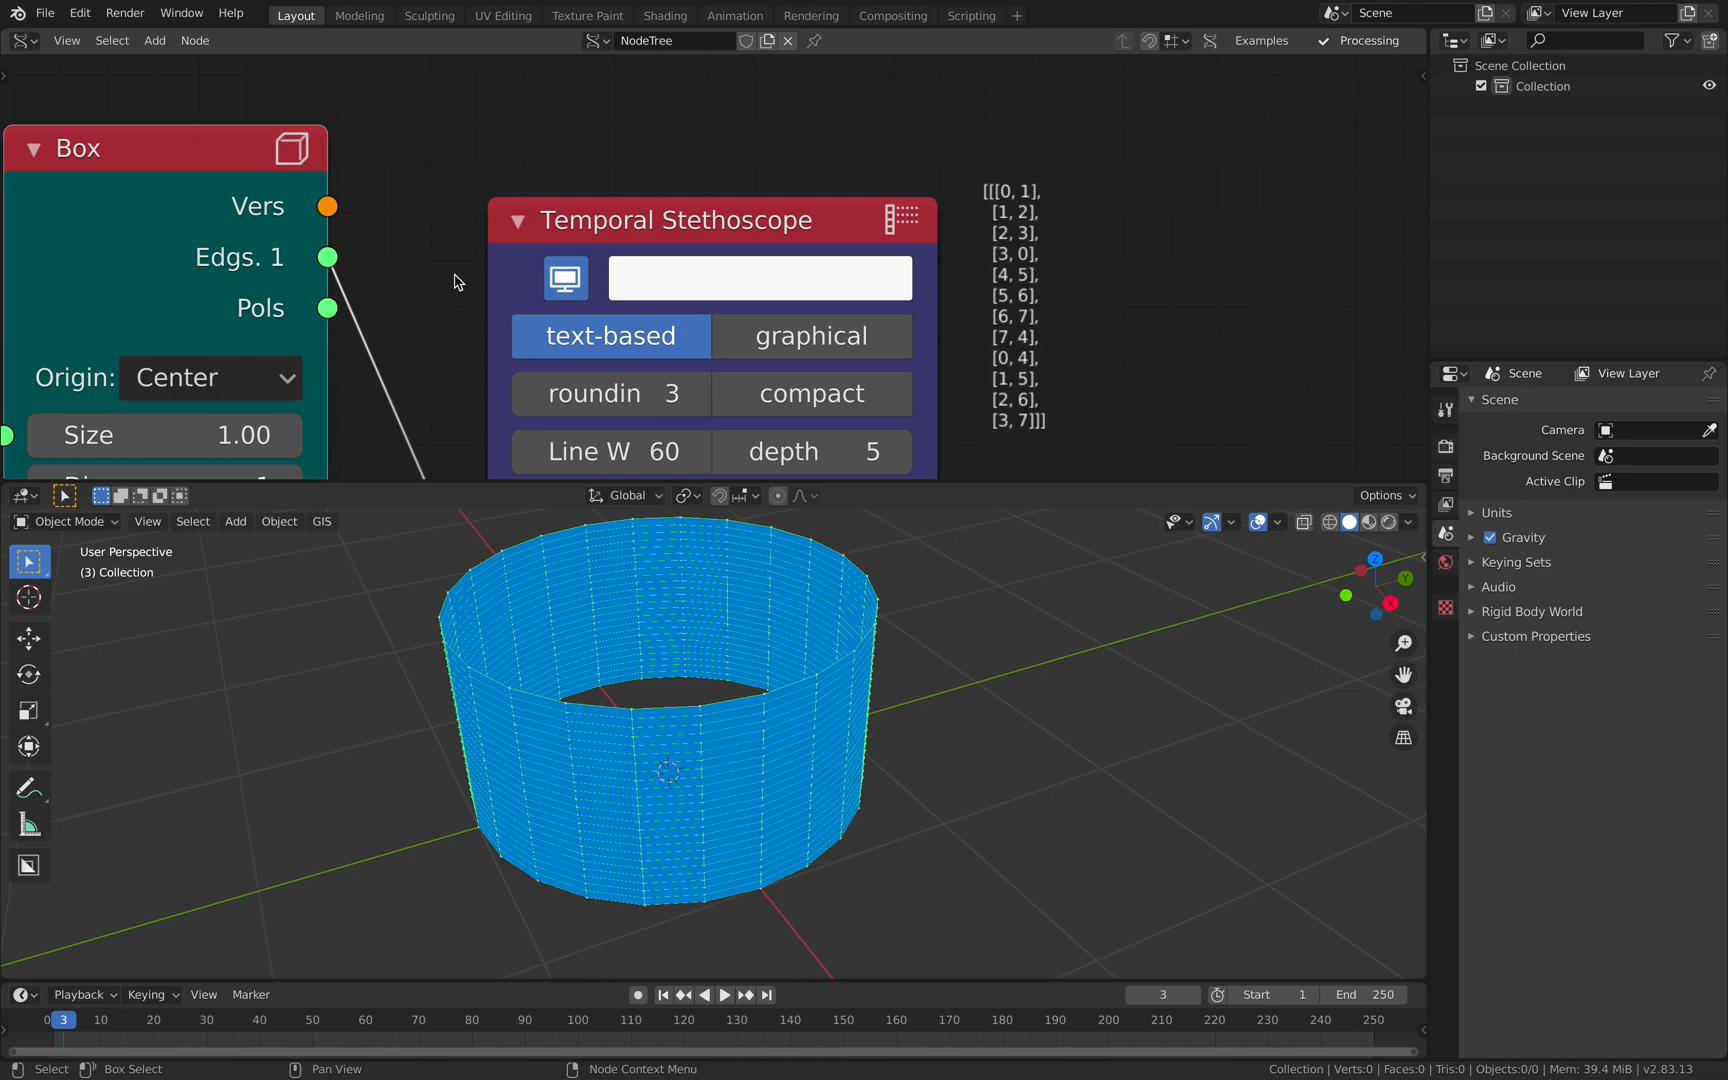 File Edit Render Window Help Layout Modeling Sculpting UV Editing Texture Paint Shading Animation Rendering Compositing Scripting + Scene View Layer
View Select Add Node NodeTree Examples Processing
Scene Collection
Collection
Box
Vers
Edgs. 1
Pols
Origin: Center
Size 1.00
Temporal Stethoscope
text-based graphical
roundin 3 compact
Line W 60 depth 5
[[[0, 1],
[1, 2],
[2, 3],
[3, 0],
[4, 5],
[5, 6],
[6, 7],
[7, 4],
[0, 4],
[1, 5],
[2, 6],
[3, 7]]]
Scene View Layer
Scene
Camera
Background Scene
Active Clip
Units
Gravity
Keying Sets
Audio
Rigid Body World
Custom Properties
Global Options
Object Mode View Select Add Object GIS
User Perspective
(3) Collection
Z
Y
X
Playback Keying View Marker 3 Start 1 End 250
0 3 10 20 30 40 50 60 70 80 90 100 110 120 130 140 150 160 170 180 190 200 210 220 230 240 250
Select Box Select Pan View Node Context Menu Collection | Verts:0 | Faces:0 | Tris:0 | Objects:0/0 | Mem: 39.4 MiB | v2.83.13